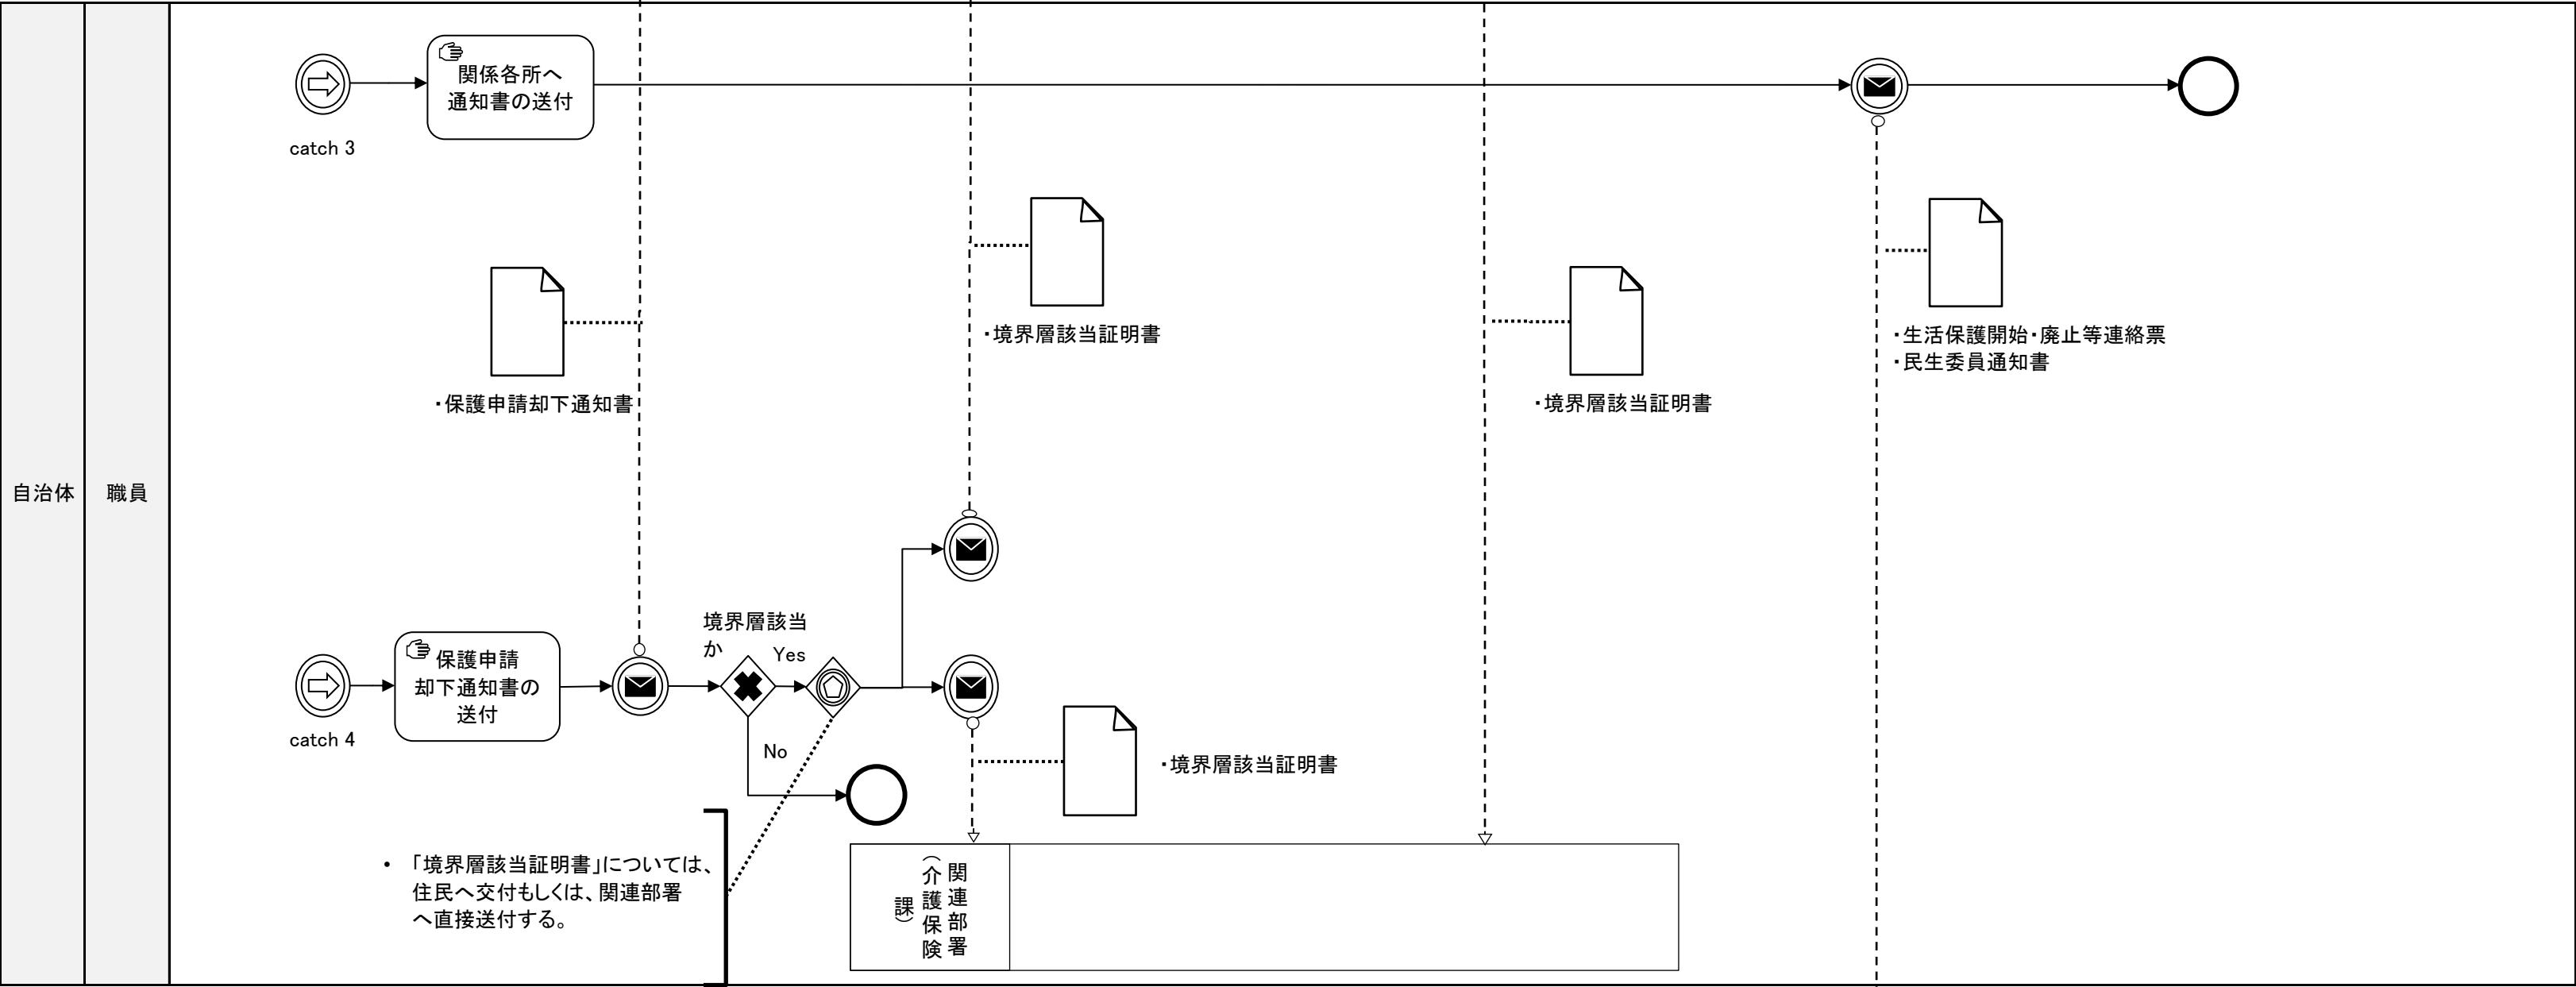 自治体
職員
関係各所へ
通知書の送付
catch 3
・境界層該当証明書
・生活保護開始・廃止等連絡票
・民生委員通知書
・保護申請却下通知書
・境界層該当証明書
境界層該当
か
Yes
保護申請
却下通知書の
送付
catch 4
No
・境界層該当証明書
• 「境界層該当証明書」については、
住民へ交付もしくは、関連部署
へ直接送付する。
関連部署
（介護保険
課）